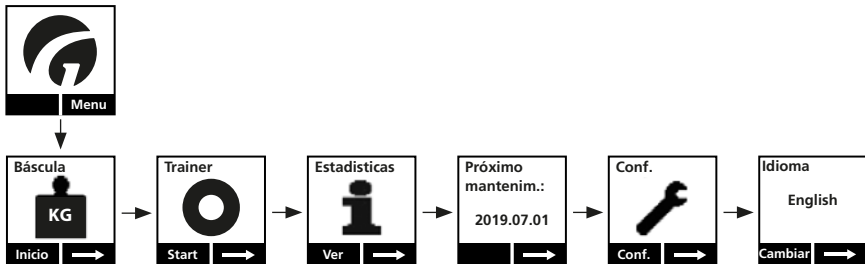 Menu
Báscula
KG
Inicio
Trainer
Start
Estadisticas
Ver
Próximo
mantenim.:
2019.07.01
Conf.
Conf.
Idioma
English
Cambiar